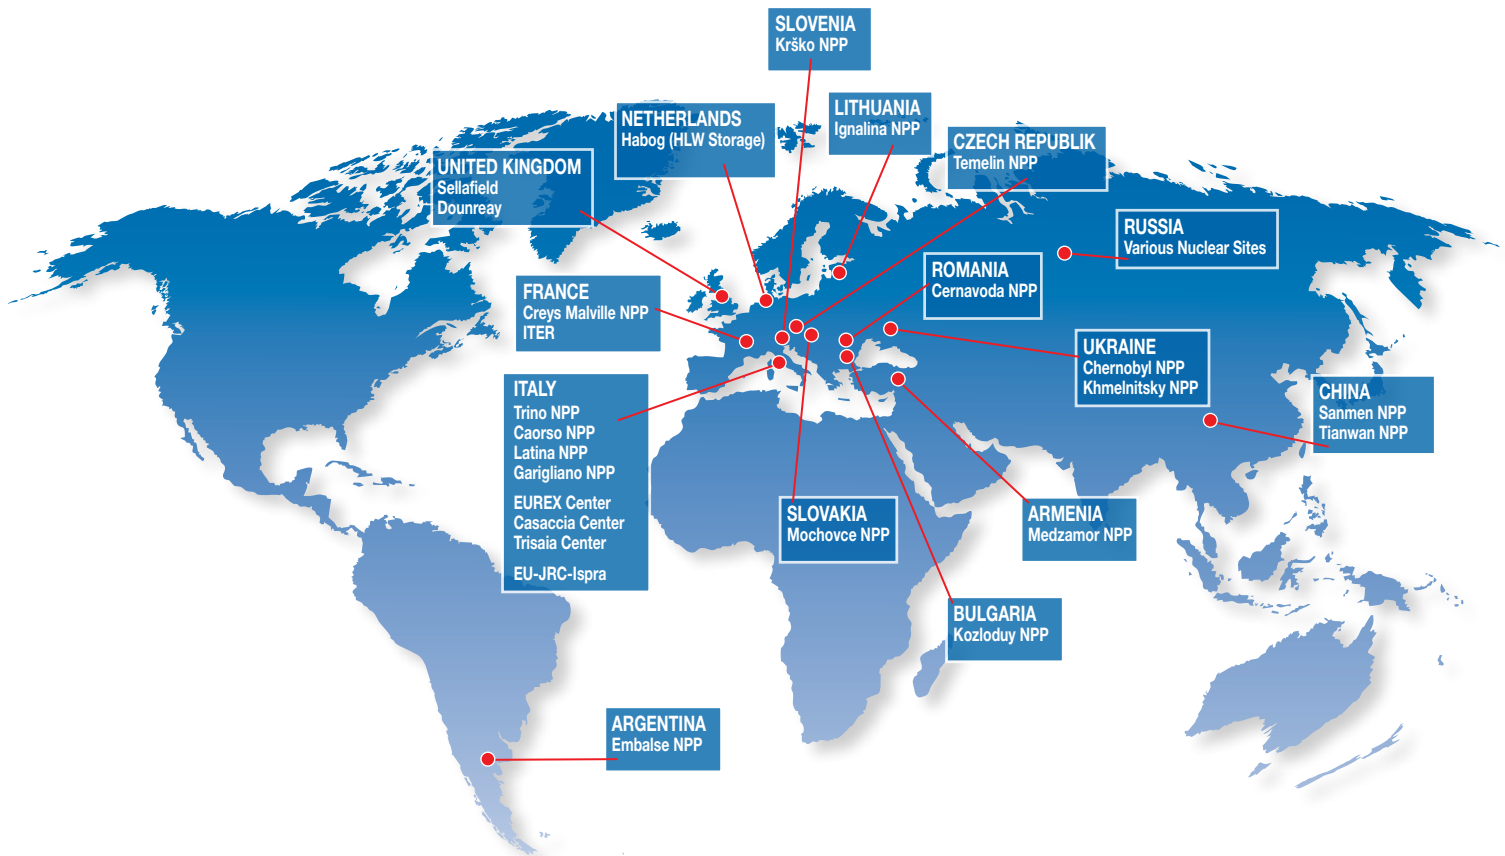 SLOVENIA
Krško NPP
NETHERLANDS
Habog (HLW Storage)
LITHUANIA
Ignalina NPP
CZECH REPUBLIK
Temelin NPP
UNITED KINGDOM
Sellafield
Dounreay
RUSSIA
Various Nuclear Sites
ROMANIA
Cernavoda NPP
FRANCE
Creys Malville NPP
ITER
UKRAINE
Chernobyl NPP
Khmelnitsky NPP
ITALY
Trino NPP
Caorso NPP
Latina NPP
Garigliano NPP
EUREX Center
Casaccia Center
Trisaia Center
EU-JRC-Ispra
CHINA
Sanmen NPP
Tianwan NPP
SLOVAKIA
Mochovce NPP
ARMENIA
Medzamor NPP
BULGARIA
Kozloduy NPP
ARGENTINA
Embalse NPP